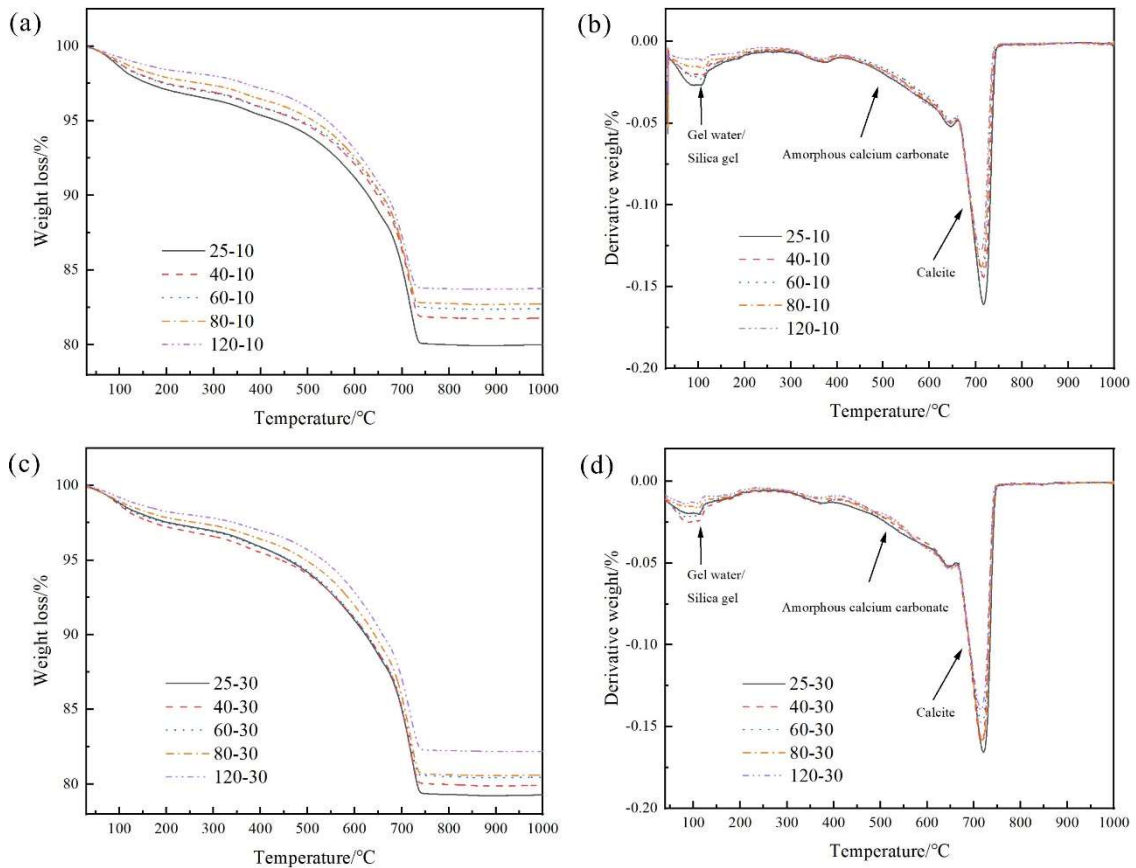 (a)
100
95
90
85
80
Weight loss/%
25-10
40-10
60-10
80-10
120-10
100 200 300 400 500 600 700 800 900 1000
Temperature/°C
(b)
0.00
-0.05
-0.10
-0.15
-0.20
Derivative weight/%
Gel water/
Silica gel
Amorphous calcium carbonate
Calcite
25-10
40-10
60-10
80-10
120-10
100 200 300 400 500 600 700 800 900 1000
Temperature/°C
(c)
100
95
90
85
80
Weight loss/%
25-30
40-30
60-30
80-30
120-30
100 200 300 400 500 600 700 800 900 1000
Temperature/°C
(d)
0.00
-0.05
-0.10
-0.15
-0.20
Derivative weight/%
Gel water/
Silica gel
Amorphous calcium carbonate
Calcite
25-30
40-30
60-30
80-30
120-30
100 200 300 400 500 600 700 800 900 1000
Temperature/°C